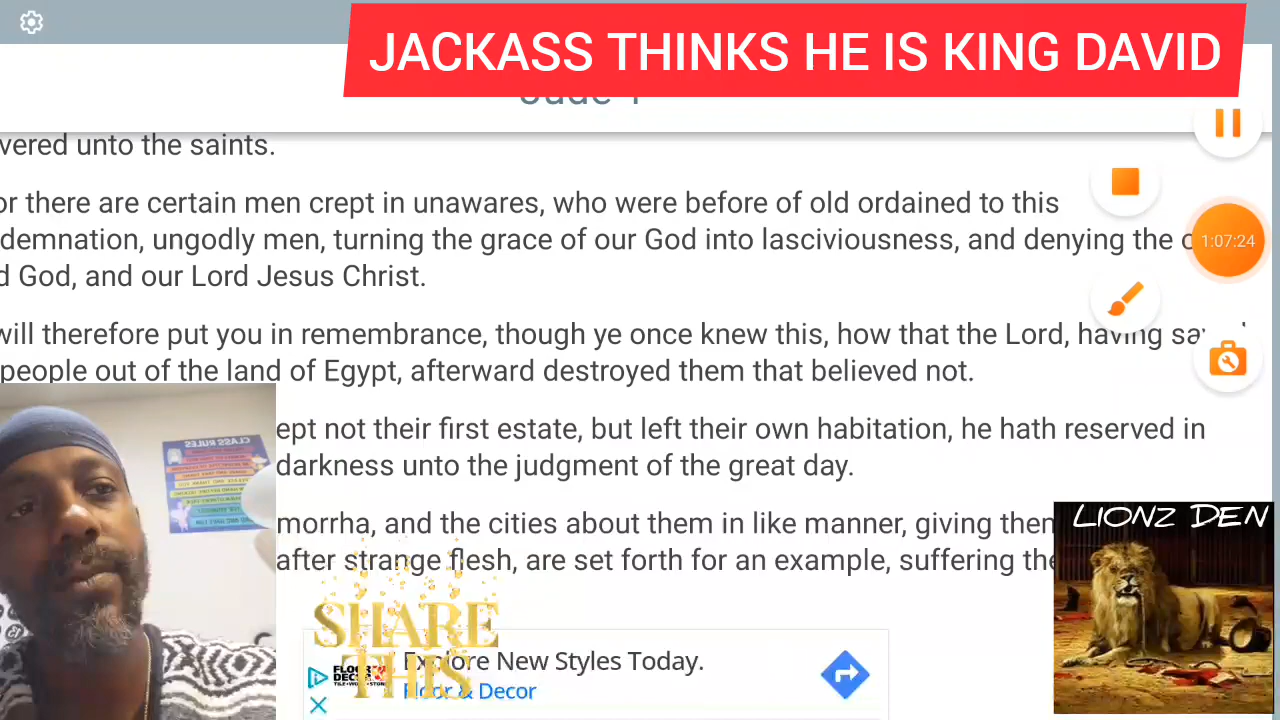 JACKASS THINKS HE IS KING DAVID
vered unto the saints.
or there are certain men crept in unawares, who were before of old ordained to this
demnation, ungodly men, turning the grace of our God into lasciviousness, and denying the
d God, and our Lord Jesus Christ.
1:07:24
will therefore put you in remembrance, though ye once knew this, how that the Lord, having
people out of the land of Egypt, afterward destroyed them that believed not.
ept not their first estate, but left their own habitation, he hath reserved in
darkness unto the judgment of the great day.
CLASS RULES
morrha, and the cities about them in like manner, giving
after strange flesh, are set forth for an example, suffering
LIONZ DEN
SHARE
THIS
Explore New Styles Today.
Floor & Decor
FLOOR
DECOR